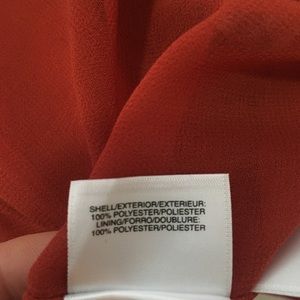 SHELL/EXTERIOR/EXTERIEUR:
100% POLYESTER/POLIESTER
LINING/FORRO/DOUBLURE:
100% POLYESTER/POLIESTER